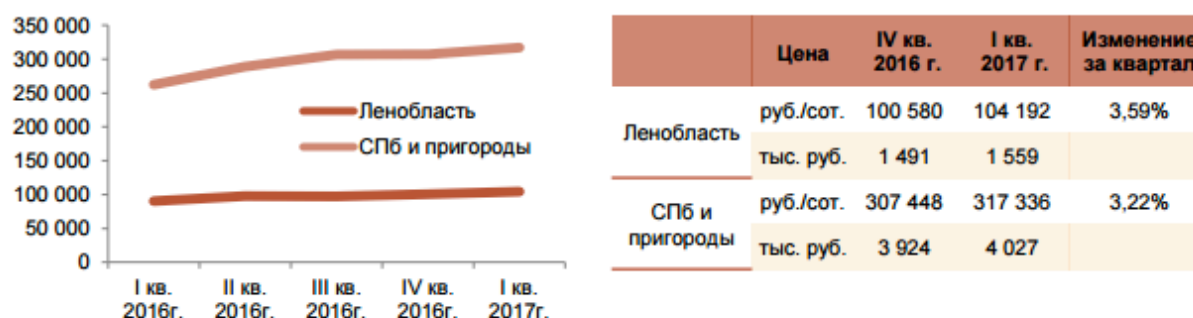 350 000
300 000
250 000
200 000
150 000
100 000
50 000
0
Ленобласть
СПб и пригороды
I кв. 2016г.
II кв. 2016г.
III кв. 2016г.
IV кв. 2016г.
I кв. 2017г.
Цена IV кв. 2016 г. I кв. 2017 г. Изменение за квартал
Ленобласть руб./сот. 100 580 104 192 3,59%
тыс. руб. 1 491 1 559
СПб и пригороды руб./сот. 307 448 317 336 3,22%
тыс. руб. 3 924 4 027